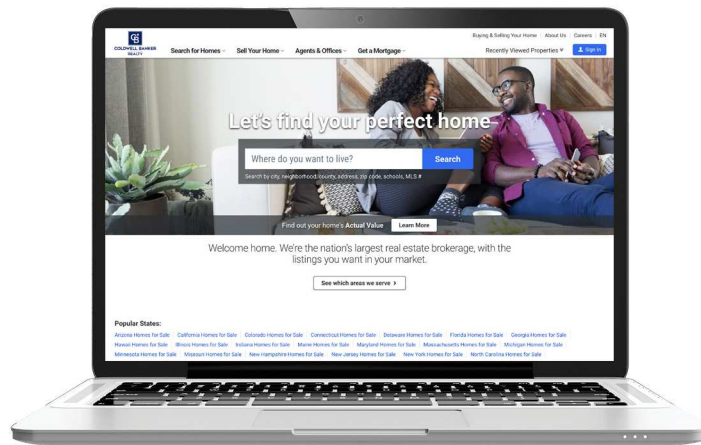 Buying & Selling Your Home | About Us | Careers | EN
CB
COLDWELL BANKER
REALTY
Search for Homes Sell Your Home Agents & Offices Get a Mortgage
Recently Viewed Properties Sign In
Let's find your perfect home
Where do you want to live? Search
Search by city, neighborhood, county, address, zip code, schools, MLS #
Find out your home's Actual Value Learn More
Welcome home. We're the nation's largest real estate brokerage, with the
listings you want in your market.
See which areas we serve >
Popular States:
Arizona Homes for Sale California Homes for Sale Colorado Homes for Sale Connecticut Homes for Sale Delaware Homes for Sale Florida Homes for Sale Georgia Homes for Sale
Hawaii Homes for Sale Illinois Homes for Sale Indiana Homes for Sale Maine Homes for Sale Maryland Homes for Sale Massachusetts Homes for Sale Michigan Homes for Sale
Minnesota Homes for Sale Missouri Homes for Sale New Hampshire Homes for Sale New Jersey Homes for Sale New York Homes for Sale North Carolina Homes for Sale